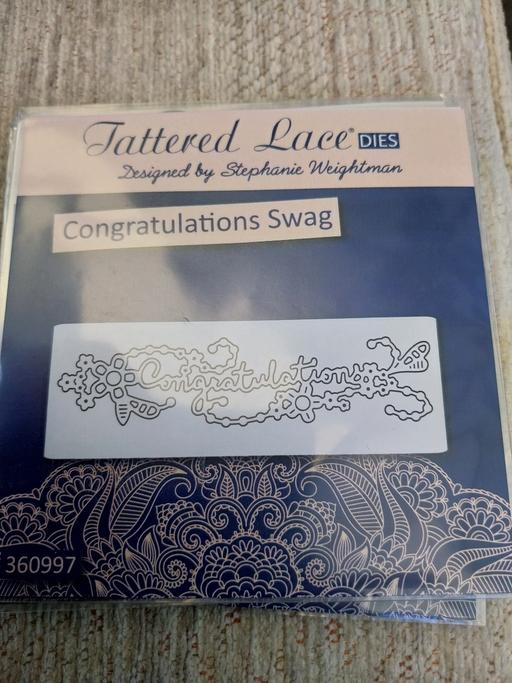 Tattered Lace® DIES
Designed by Stephanie Weightman
Congratulations Swag
Congratulations
360997